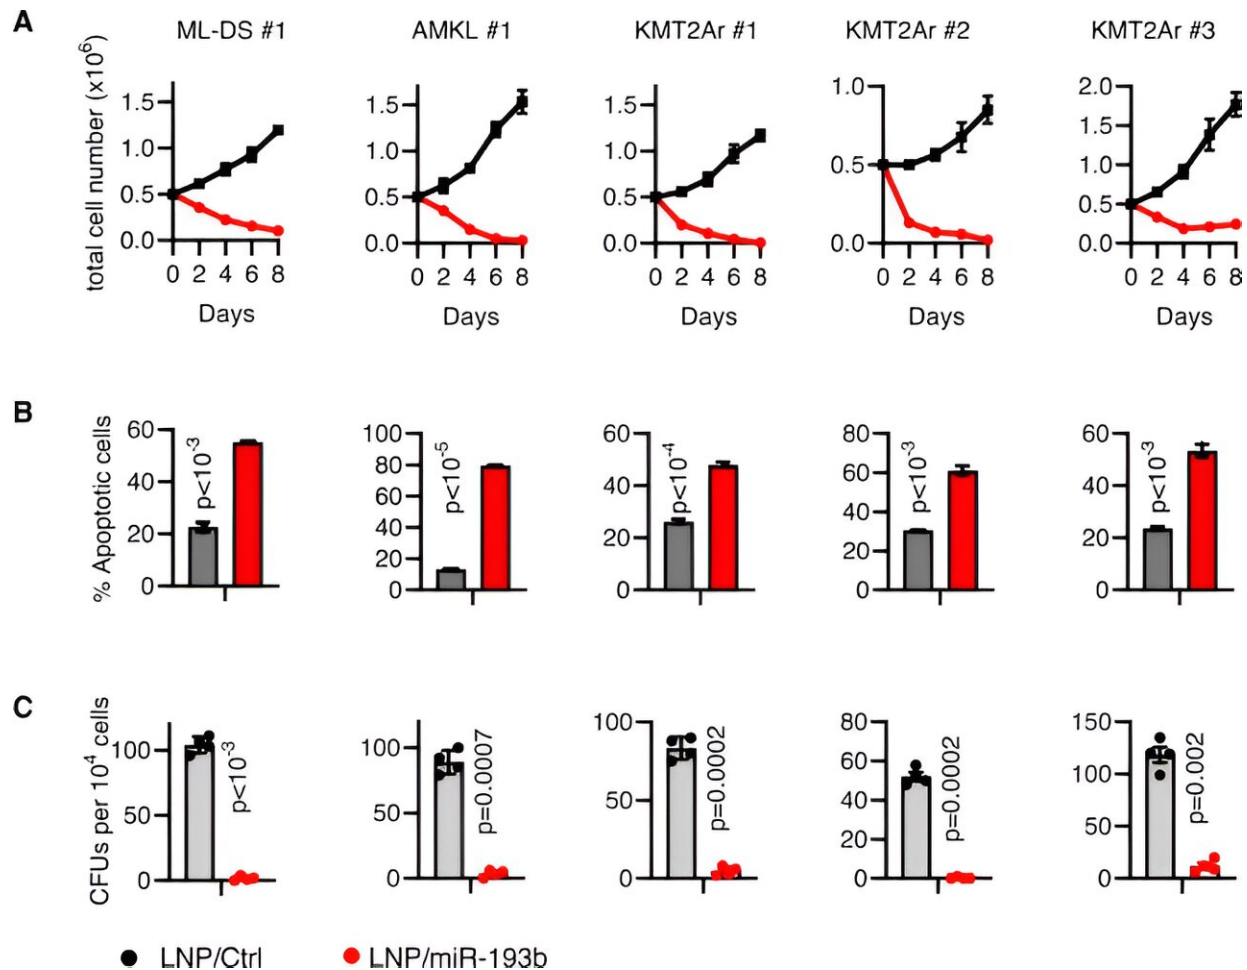 A
ML-DS #1
AMKL #1
KMT2Ar #1
KMT2Ar #2
KMT2Ar #3
total cell number (x10⁶)
1.5
1.0
0.5
0.0
0 2 4 6 8
Days
1.5
1.0
0.5
0.0
0 2 4 6 8
Days
1.5
1.0
0.5
0.0
0 2 4 6 8
Days
1.0
0.5
0.0
0 2 4 6 8
Days
2.0
1.5
1.0
0.5
0.0
0 2 4 6 8
Days
B
% Apoptotic cells
60
40
20
0
p<10⁻³
100
80
60
40
20
0
p<10⁻⁵
60
40
20
0
p<10⁻⁴
80
60
40
20
0
p<10⁻³
60
40
20
0
p<10⁻³
C
CFUs per 10⁴ cells
100
50
0
p<10⁻³
100
50
0
p=0.0007
100
50
0
p=0.0002
80
60
40
20
0
p=0.0002
150
100
50
0
p=0.002
LNP/Ctrl
LNP/miR-193b